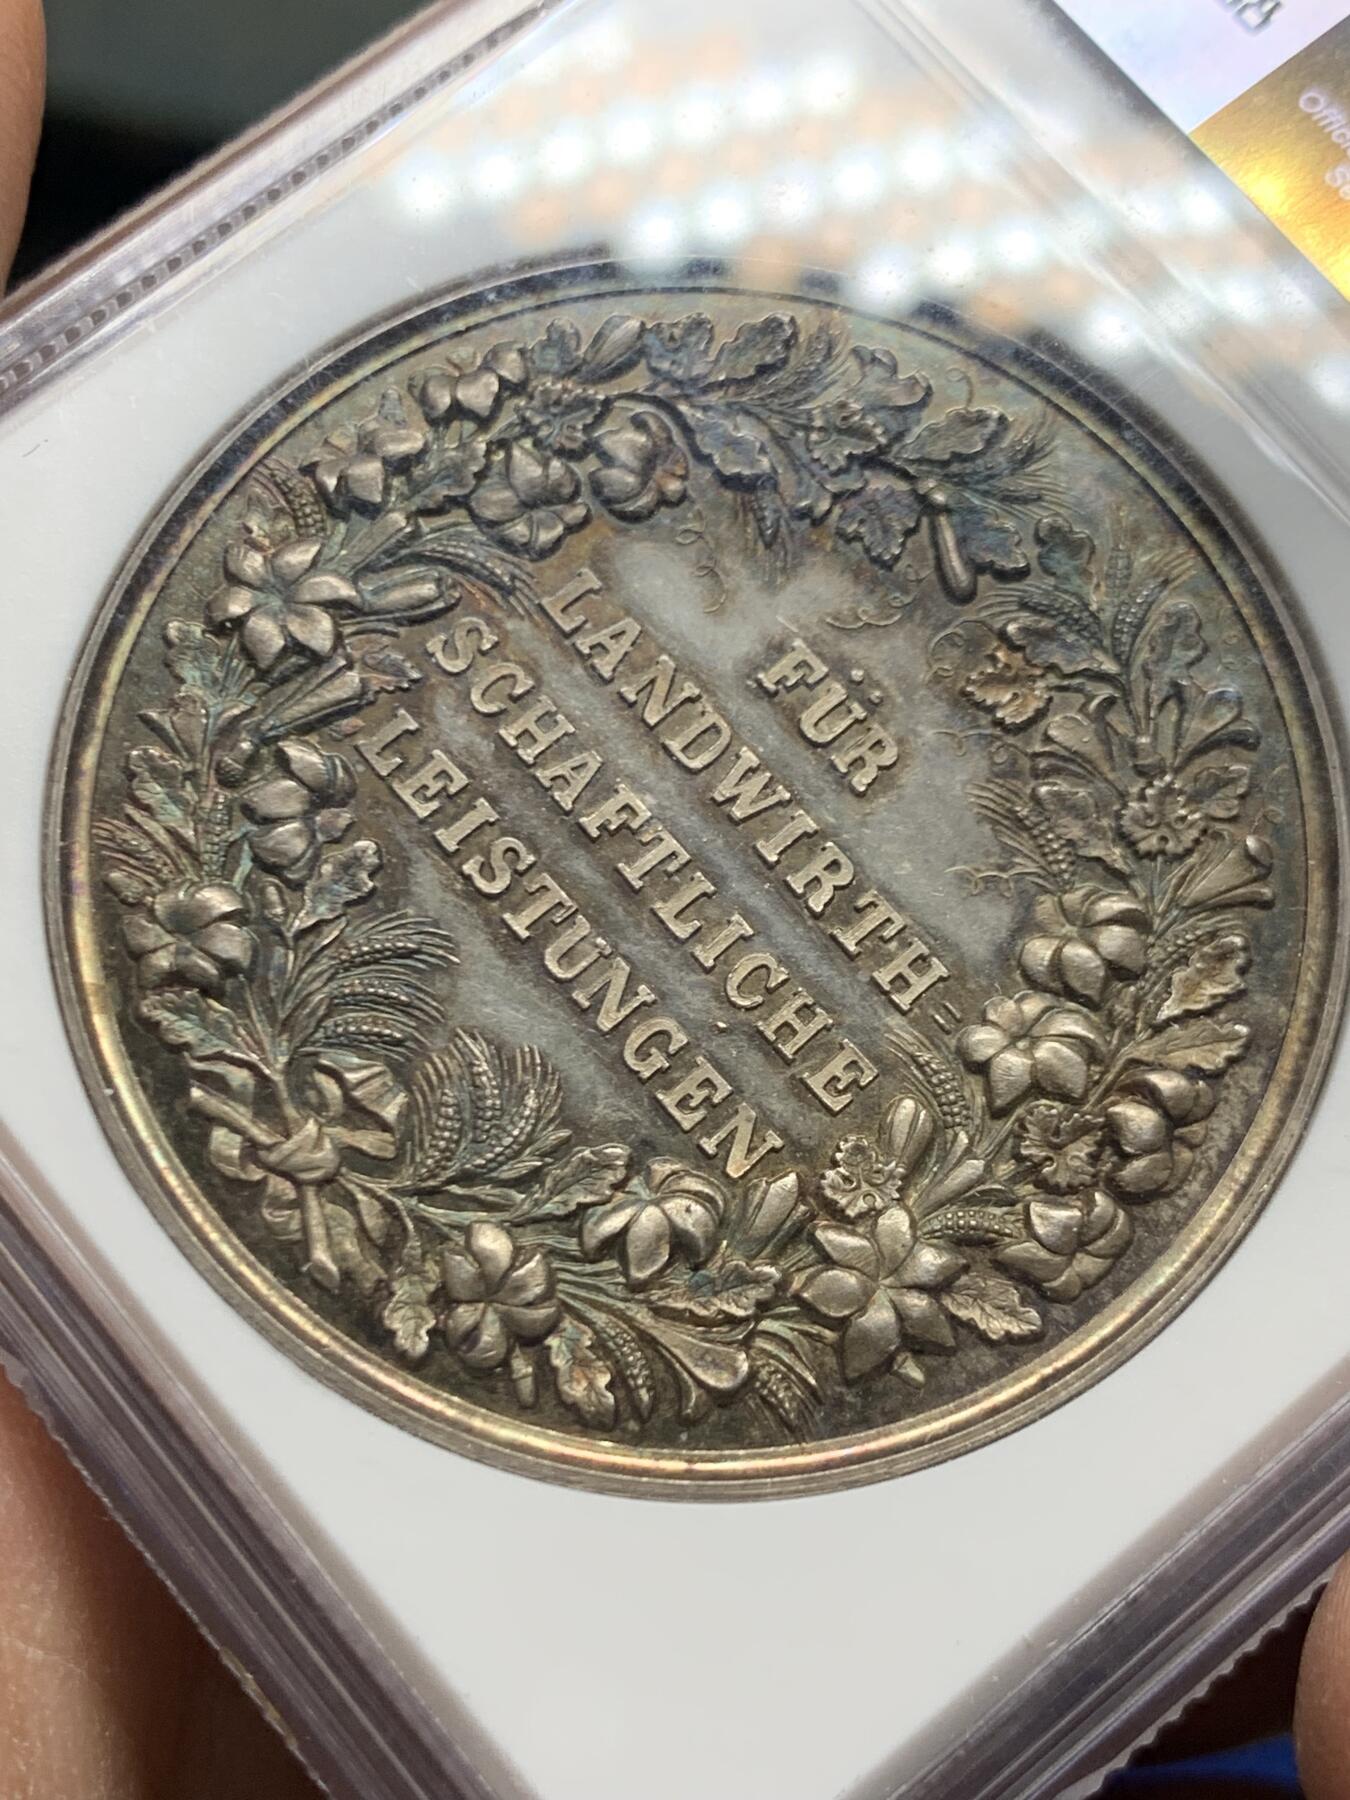 FÜR
LANDWIRTH=
SCHAFTLICHE
LEISTUNGEN